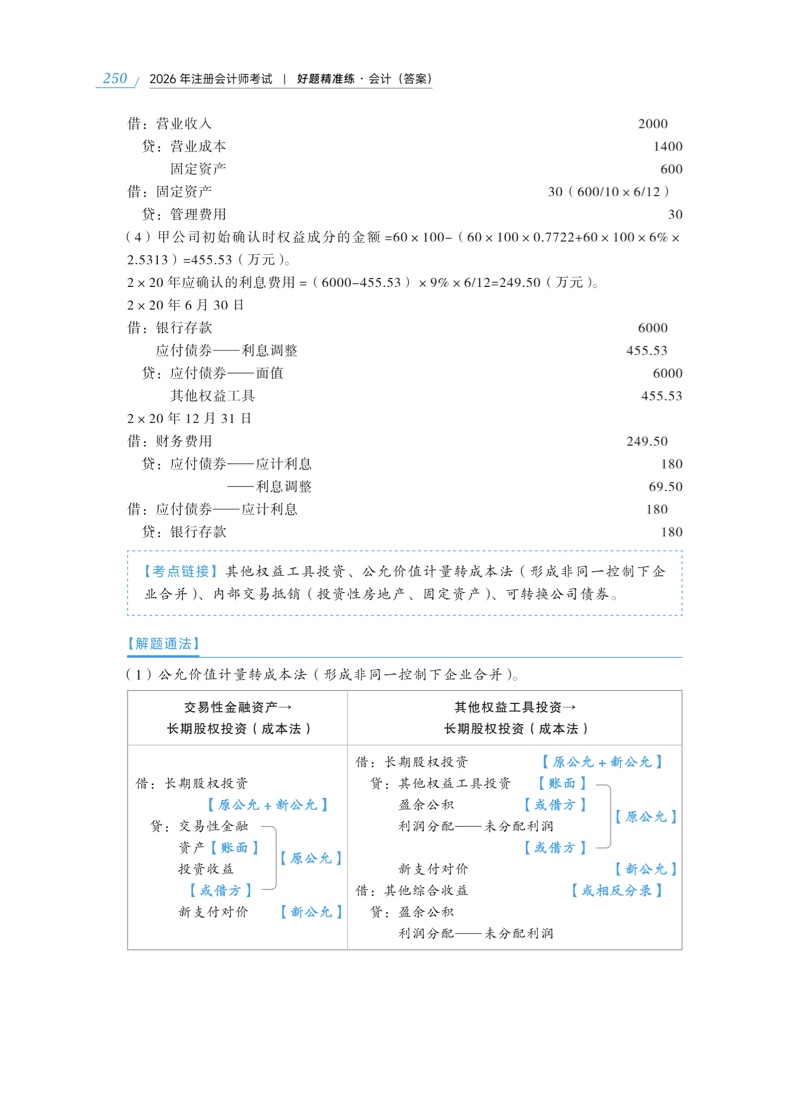 250 2026 年注册会计师考试 | 好题精准练·会计（答案）
借：营业收入 2000
贷：营业成本 1400
固定资产 600
借：固定资产 30（600/10×6/12）
贷：管理费用 30
（4）甲公司初始确认时权益成分的金额 =60×100-（60×100×0.7722+60×100×6%×
2.5313）=455.53（万元）。
2×20 年应确认的利息费用 =（6000-455.53）×9%×6/12=249.50（万元）。
2×20 年 6 月 30 日
借：银行存款 6000
应付债券——利息调整 455.53
贷：应付债券——面值 6000
其他权益工具 455.53
2×20 年 12 月 31 日
借：财务费用 249.50
贷：应付债券——应计利息 180
——利息调整 69.50
借：应付债券——应计利息 180
贷：银行存款 180
【考点链接】其他权益工具投资、公允价值计量转成本法（形成非同一控制下企
业合并）、内部交易抵销（投资性房地产、固定资产）、可转换公司债券。
【解题通法】
（1）公允价值计量转成本法（形成非同一控制下企业合并）。
交易性金融资产→
长期股权投资（成本法）
其他权益工具投资→
长期股权投资（成本法）
借：长期股权投资
【原公允+新公允】
贷：交易性金融
资产【账面】
投资收益
【或借方】
【原公允】
新支付对价 【新公允】
借：长期股权投资 【原公允+新公允】
贷：其他权益工具投资 【账面】
盈余公积 【或借方】
利润分配——未分配利润
【或借方】
【原公允】
新支付对价 【新公允】
借：其他综合收益 【或相反分录】
贷：盈余公积
利润分配——未分配利润